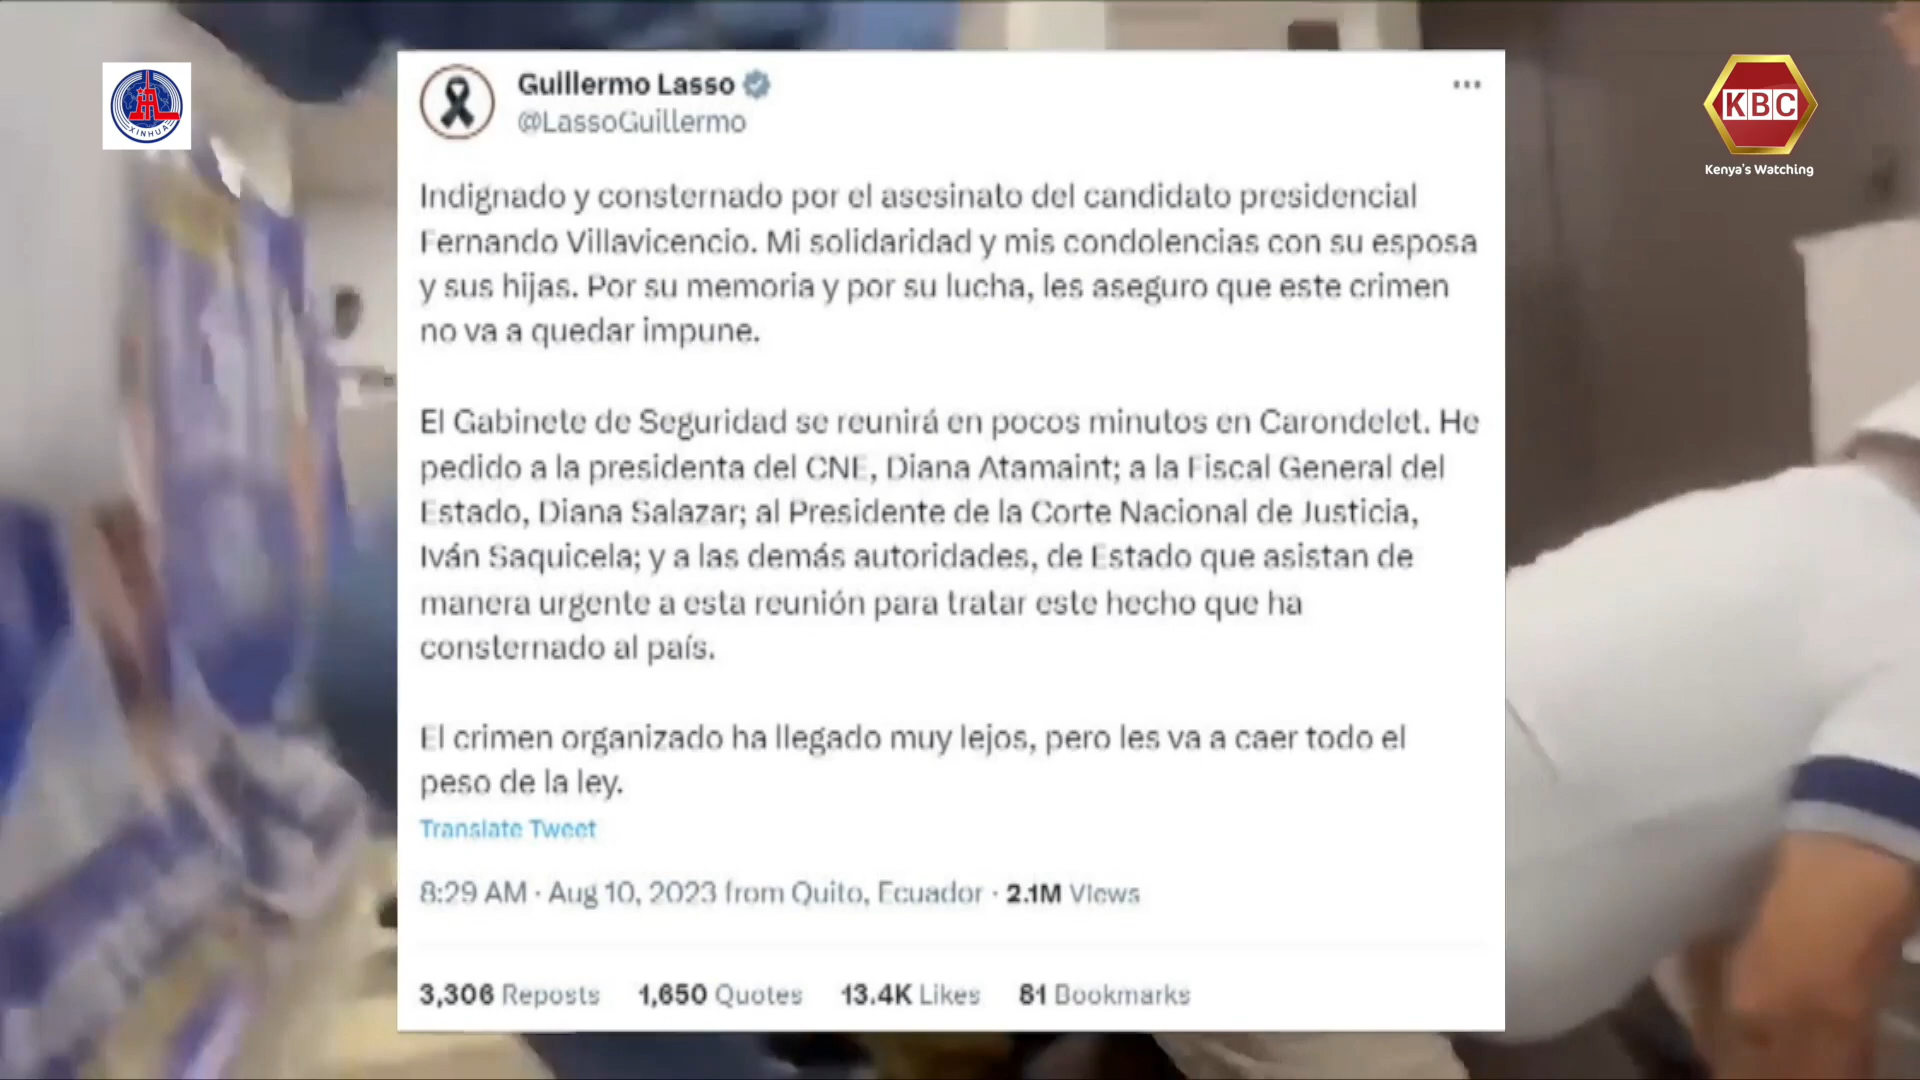 Guillermo Lasso
@LassoGuillermo
XINHUA
KBC
Kenya's Watching
Indignado y consternado por el asesinato del candidato presidencial
Fernando Villavicencio. Mi solidaridad y mis condolencias con su esposa
y sus hijas. Por su memoria y por su lucha, les aseguro que este crimen
no va a quedar impune.
El Gabinete de Seguridad se reunirá en pocos minutos en Carondelet. He
pedido a la presidenta del CNE, Diana Atamaint; a la Fiscal General del
Estado, Diana Salazar; al Presidente de la Corte Nacional de Justicia,
Iván Saquicela; y a las demás autoridades, de Estado que asistan de
manera urgente a esta reunión para tratar este hecho que ha
consternado al país.
El crimen organizado ha llegado muy lejos, pero les va a caer todo el
peso de la ley.
Translate Tweet
8:29 AM · Aug 10, 2023 from Quito, Ecuador · 2.1M Views
3,306 Reposts 1,650 Quotes 13.4K Likes 81 Bookmarks